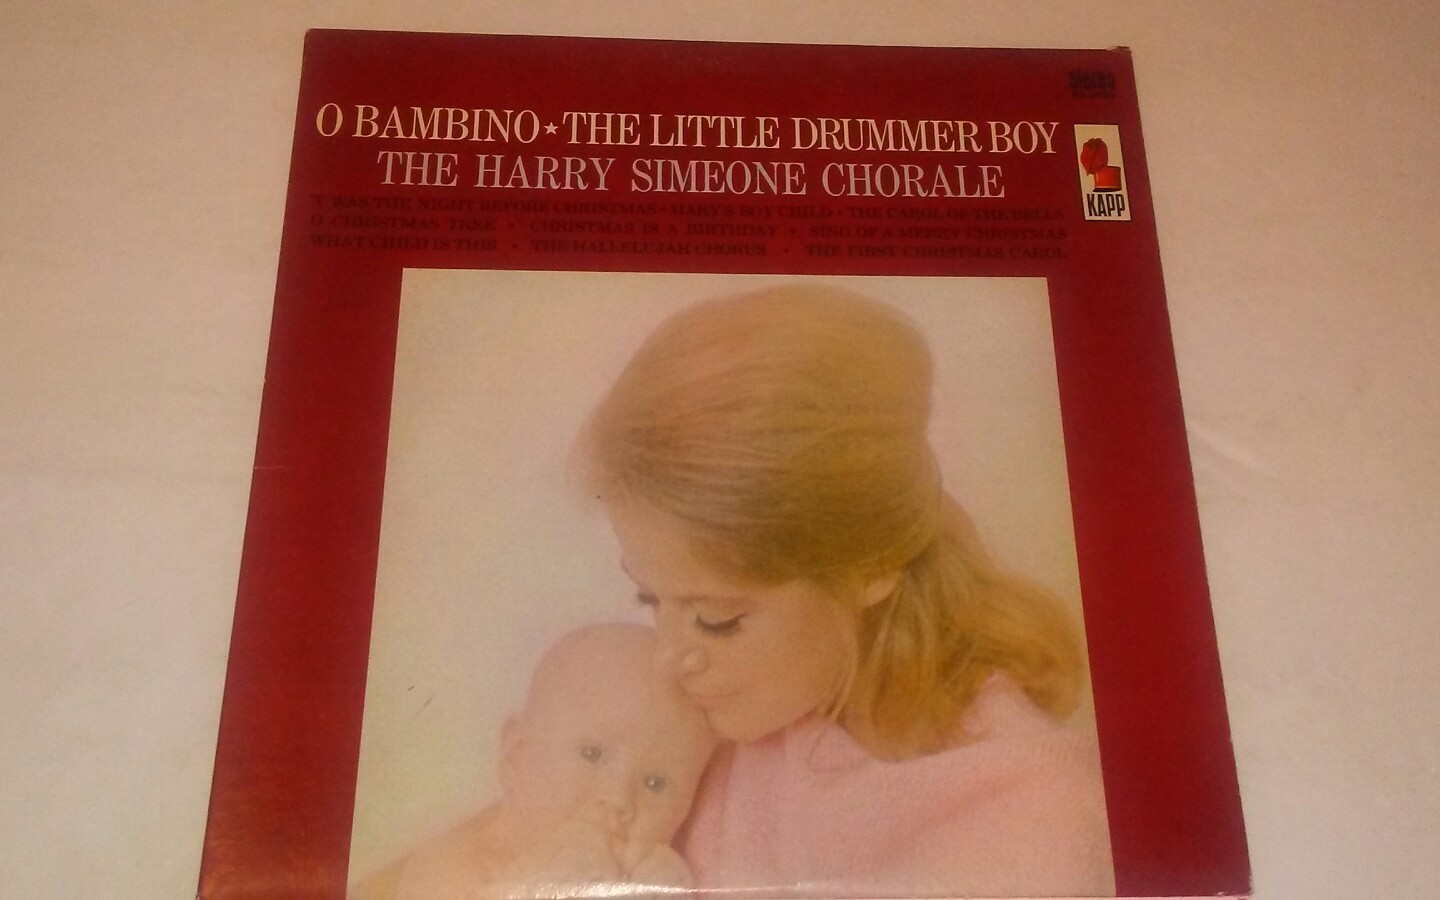 Stereo
O BAMBINO ★ THE LITTLE DRUMMER BOY
THE HARRY SIMEONE CHORALE
KAPP
'T WAS THE NIGHT BEFORE CHRISTMAS • MARY'S BOY CHILD • THE CAROL OF THE BELLS
O CHRISTMAS TREE • CHRISTMAS IS A BIRTHDAY • SING OF A MERRY CHRISTMAS
WHAT CHILD IS THIS • THE HALLELUJAH CHORUS • THE FIRST CHRISTMAS CAROL